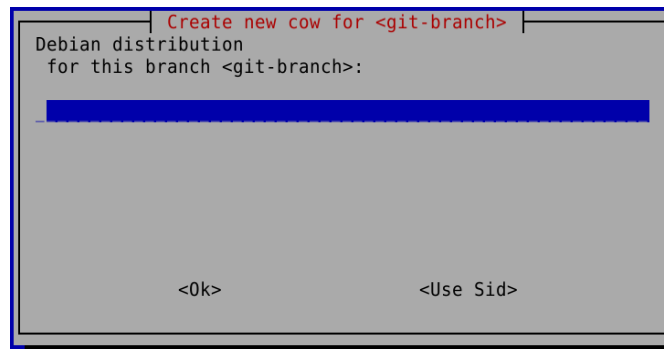 Create new cow for <git-branch>
Debian distribution
for this branch <git-branch>:
<Ok> <Use Sid>